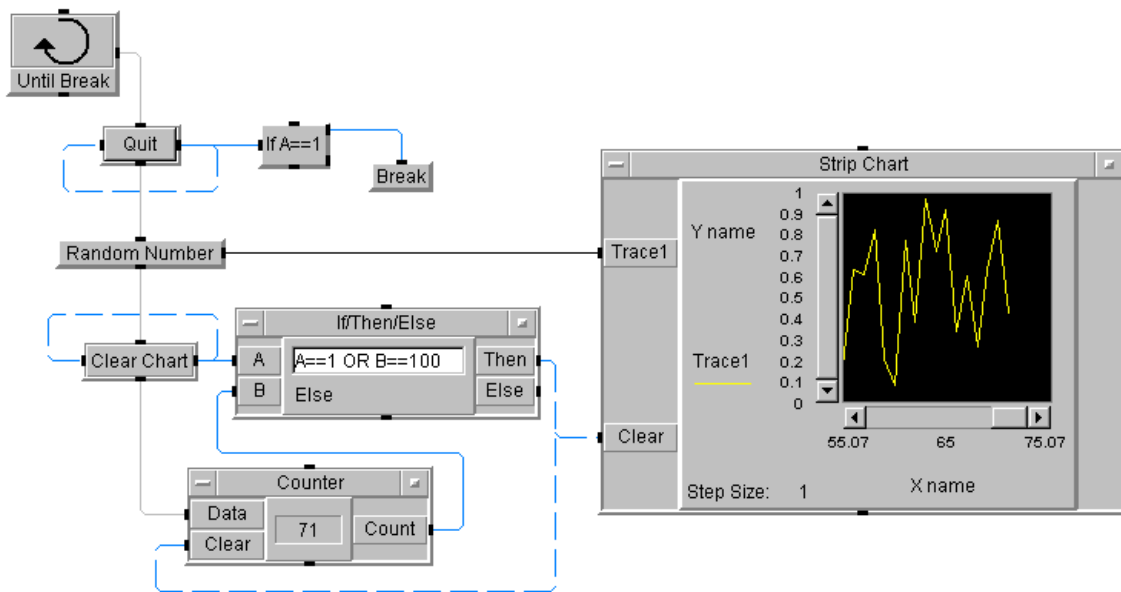 Until Break
Quit
If A==1
Break
Random Number
Clear Chart
If/Then/Else
A
A==1 OR B==100
Then
B
Else
Else
Counter
Data
71
Count
Clear
Strip Chart
Trace1
Clear
Y name
Trace1
1
0.9
0.8
0.7
0.6
0.5
0.4
0.3
0.2
0.1
0
55.07 65 75.07
Step Size: 1
X name